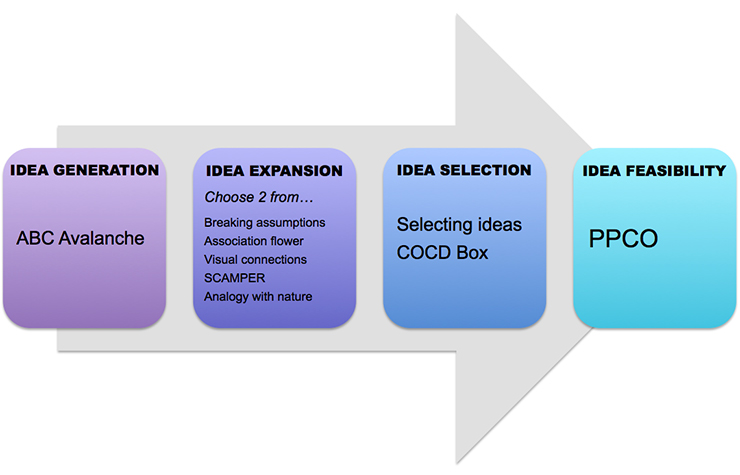 IDEA GENERATION
ABC Avalanche
IDEA EXPANSION
Choose 2 from…
Breaking assumptions
Association flower
Visual connections
SCAMPER
Analogy with nature
IDEA SELECTION
Selecting ideas
COCD Box
IDEA FEASIBILITY
PPCO